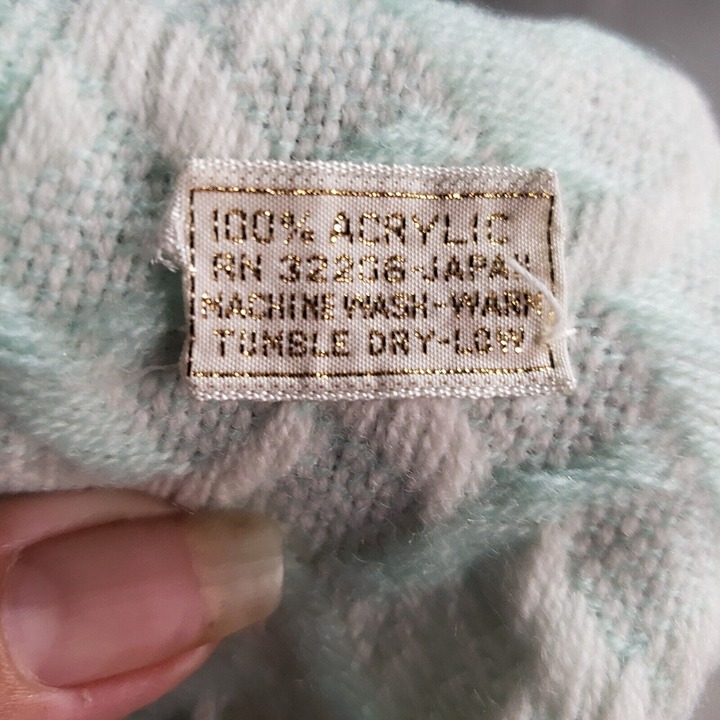 100% ACRYLIC
RN 32206-JAPAN
MACHINE WASH-WARM
TUMBLE DRY-LOW